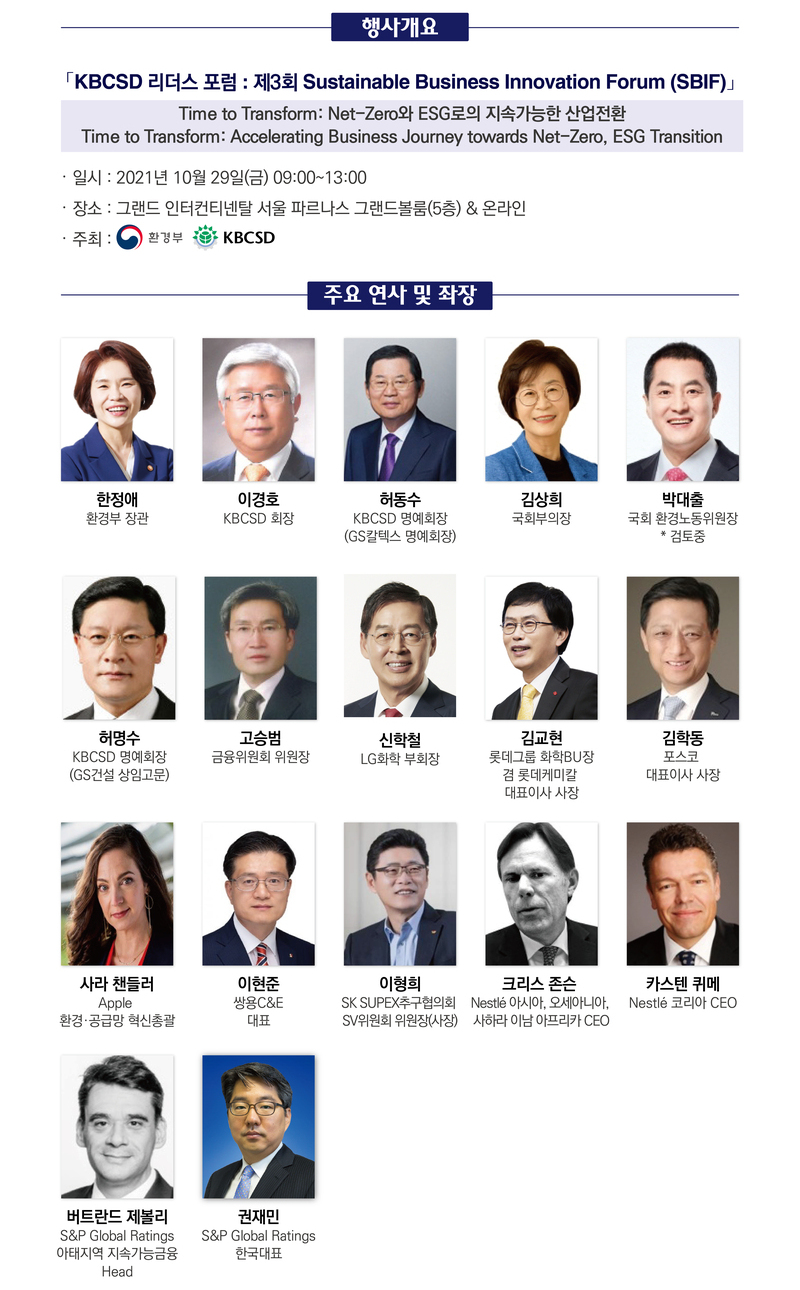 행사개요
「KBCSD 리더스 포럼 : 제3회 Sustainable Business Innovation Forum (SBIF)」
Time to Transform: Net-Zero와 ESG로의 지속가능한 산업전환
Time to Transform: Accelerating Business Journey towards Net-Zero, ESG Transition
· 일시 : 2021년 10월 29일(금) 09:00~13:00
· 장소 : 그랜드 인터컨티넨탈 서울 파르나스 그랜드볼룸(5층) & 온라인
· 주최 : 환경부 KBCSD
주요 연사 및 좌장
한정애
환경부 장관
이경호
KBCSD 회장
허동수
KBCSD 명예회장
(GS칼텍스 명예회장)
김상희
국회부의장
박대출
국회 환경노동위원장
* 검토중
허명수
KBCSD 명예회장
(GS건설 상임고문)
고승범
금융위원회 위원장
신학철
LG화학 부회장
김교현
롯데그룹 화학BU장
겸 롯데케미칼
대표이사 사장
김학동
포스코
대표이사 사장
사라 챈들러
Apple
환경·공급망 혁신총괄
이현준
쌍용C&E
대표
이형희
SK SUPEX추구협의회
SV위원회 위원장(사장)
크리스 존슨
Nestlé 아시아, 오세아니아,
사하라 이남 아프리카 CEO
카스텐 퀴메
Nestlé 코리아 CEO
버트란드 제볼리
S&P Global Ratings
아태지역 지속가능금융
Head
권재민
S&P Global Ratings
한국대표